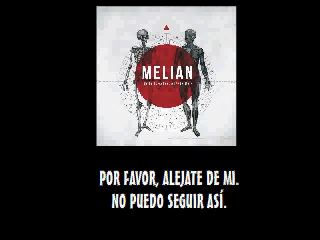 MELIAN
POR FAVOR, ALEJATE DE MI.
NO PUEDO SEGUIR ASÍ.